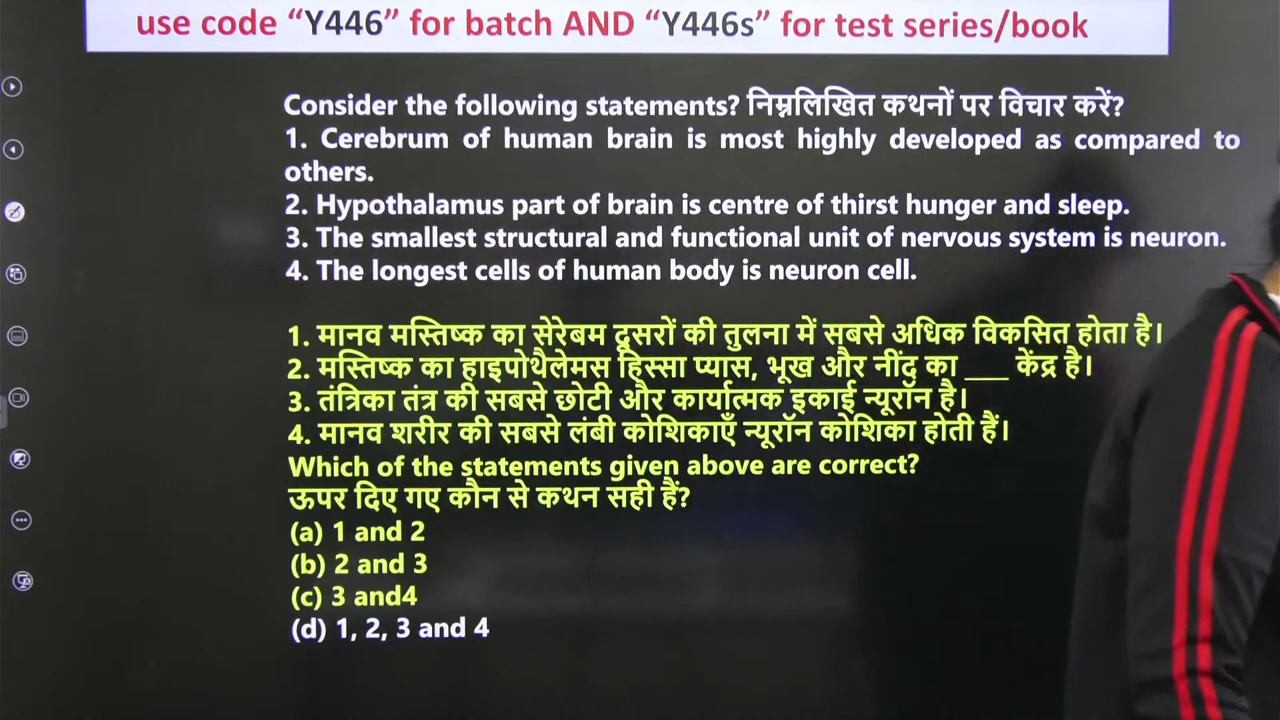 use code “Y446” for batch AND “Y446s” for test series/book
Consider the following statements? निम्नलिखित कथनों पर विचार करें?
1. Cerebrum of human brain is most highly developed as compared to
others.
2. Hypothalamus part of brain is centre of thirst hunger and sleep.
3. The smallest structural and functional unit of nervous system is neuron.
4. The longest cells of human body is neuron cell.
1. मानव मस्तिष्क का सेरेबम दूसरों की तुलना में सबसे अधिक विकसित होता है।
2. मस्तिष्क का हाइपोथैलेमस हिस्सा प्यास, भूख और नींद का ___ केंद्र है।
3. तंत्रिका तंत्र की सबसे छोटी और कार्यात्मक इकाई न्यूरॉन है।
4. मानव शरीर की सबसे लंबी कोशिकाएँ न्यूरॉन कोशिका होती हैं।
Which of the statements given above are correct?
ऊपर दिए गए कौन से कथन सही हैं?
(a) 1 and 2
(b) 2 and 3
(c) 3 and4
(d) 1, 2, 3 and 4